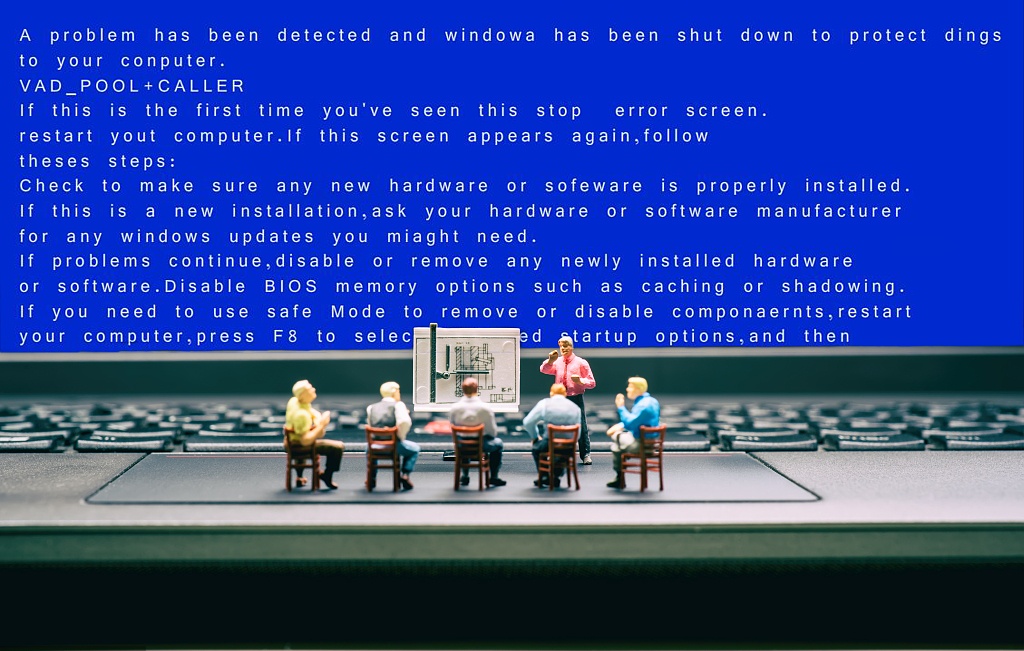 A problem has been detected and windowa has been shut down to protect dings
to your conputer.
VAD_POOL+CALLER
If this is the first time you've seen this stop error screen.
restart yout computer.If this screen appears again,follow
theses steps:
Check to make sure any new hardware or sofeware is properly installed.
If this is a new installation,ask your hardware or software manufacturer
for any windows updates you miaght need.
If problems continue,disable or remove any newly installed hardware
or software.Disable BIOS memory options such as caching or shadowing.
If you need to use safe Mode to remove or disable componaernts,restart
your computer,press F8 to startup options,and then